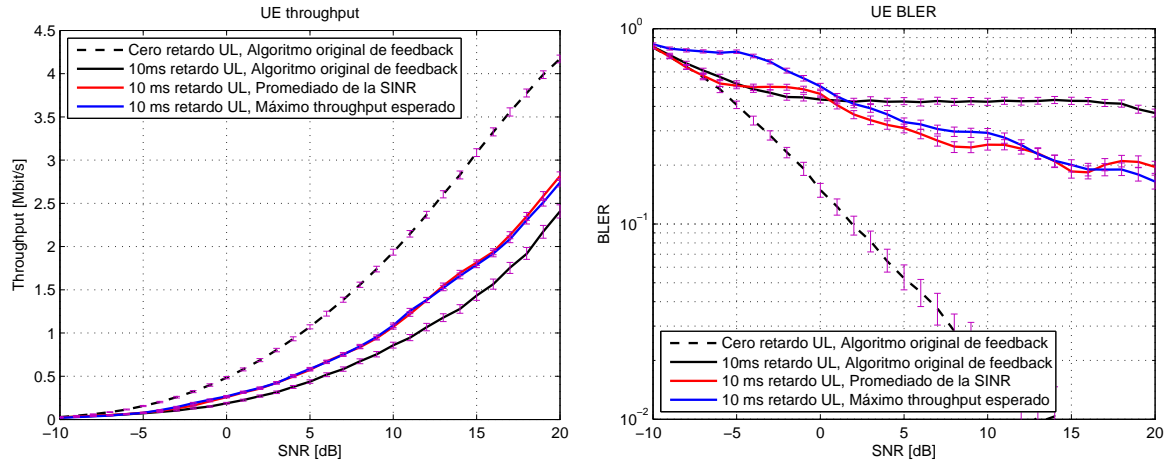 UE throughput
4.5
4
3.5
3
2.5
2
1.5
1
0.5
0
Throughput [Mbit/s]
Cero retardo UL, Algoritmo original de feedback
10ms retardo UL, Algoritmo original de feedback
10 ms retardo UL, Promediado de la SINR
10 ms retardo UL, Máximo throughput esperado
−10 −5 0 5 10 15 20
SNR [dB]
UE BLER
10^0
10^−1
10^−2
BLER
Cero retardo UL, Algoritmo original de feedback
10ms retardo UL, Algoritmo original de feedback
10 ms retardo UL, Promediado de la SINR
10 ms retardo UL, Máximo throughput esperado
−10 −5 0 5 10 15 20
SNR [dB]